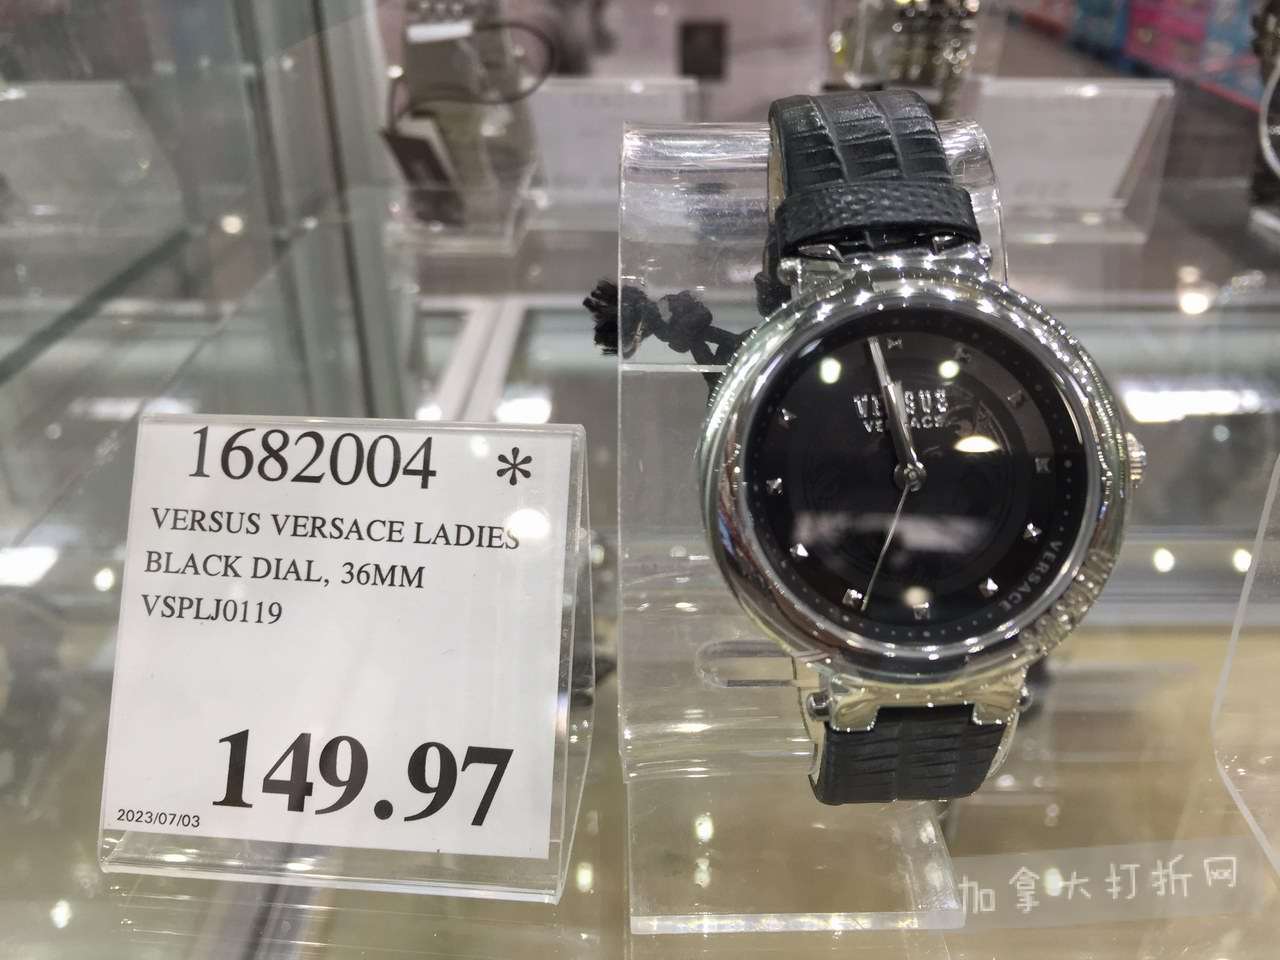 1682004 *
VERSUS VERSACE LADIES
BLACK DIAL, 36MM
VSPLJ0119
149.97
2023/07/03
VERSUS
VERSACE
VERSACE
加拿大打折网